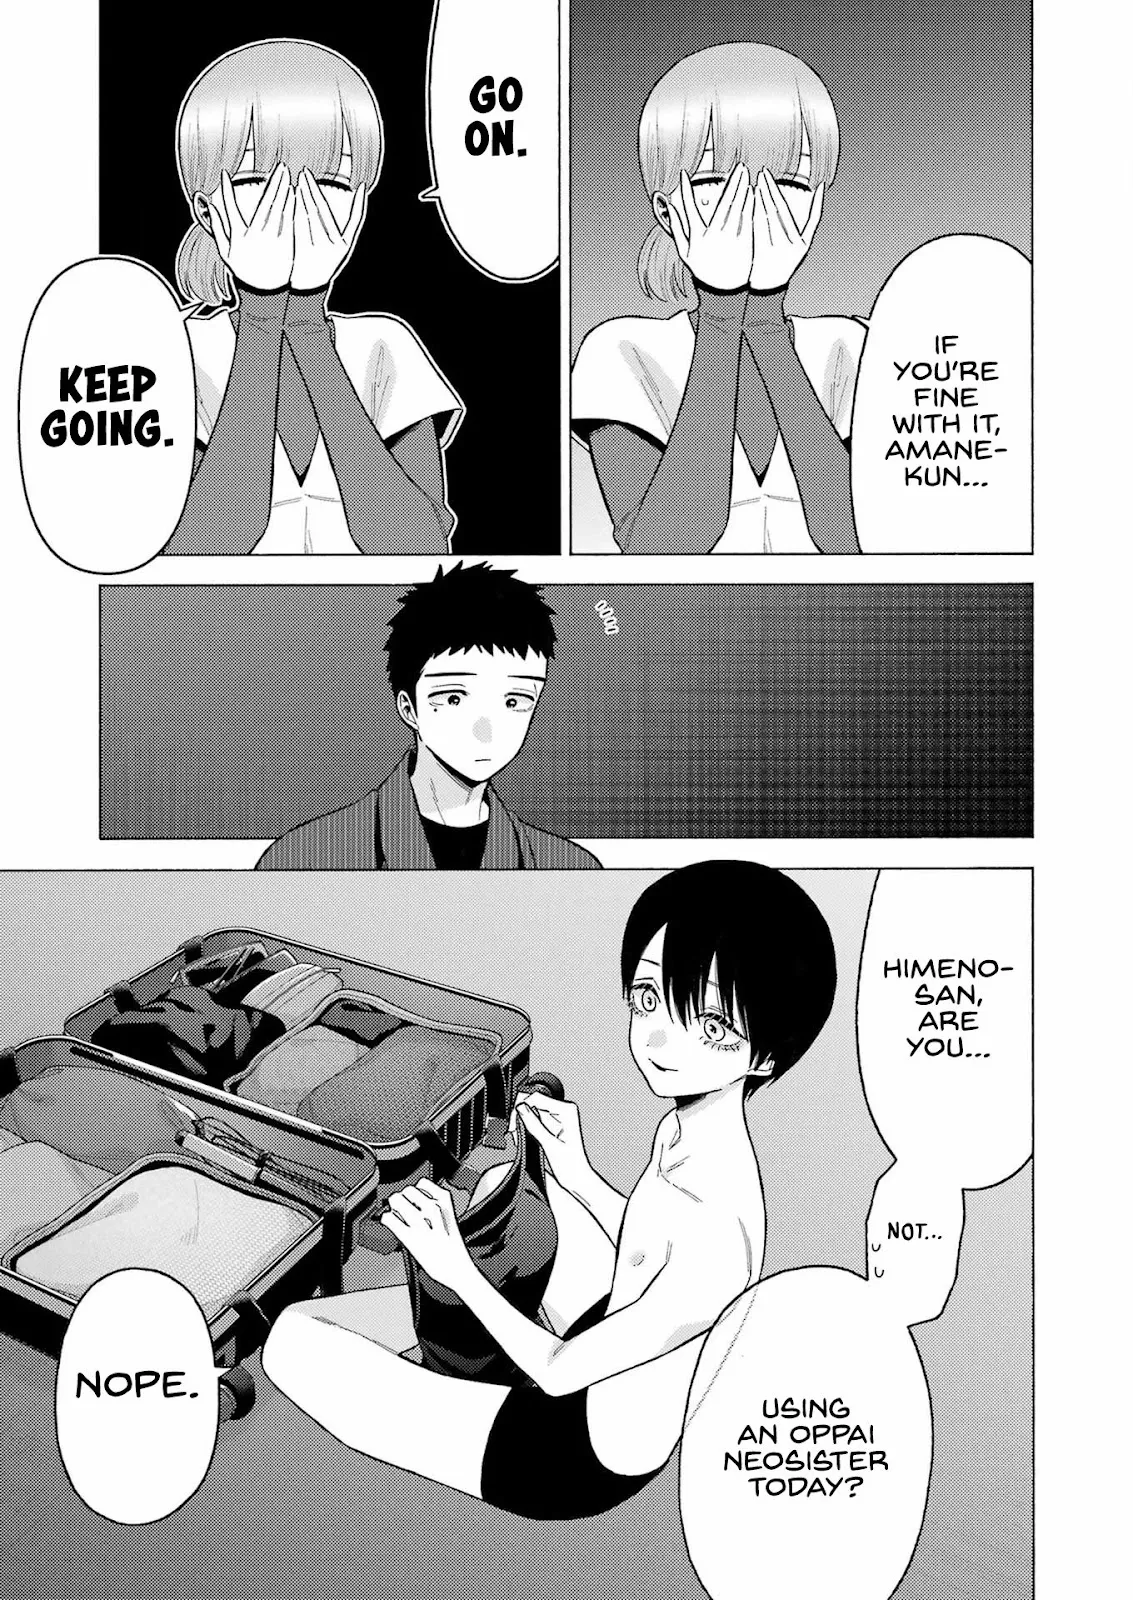 IF
YOU'RE
FINE
WITH IT,
AMANE-
KUN...
GO
ON.
KEEP
GOING.
HIMENO-
SAN,
ARE
YOU...
NOT...
USING
AN OPPAI
NEOSISTER
TODAY?
NOPE.